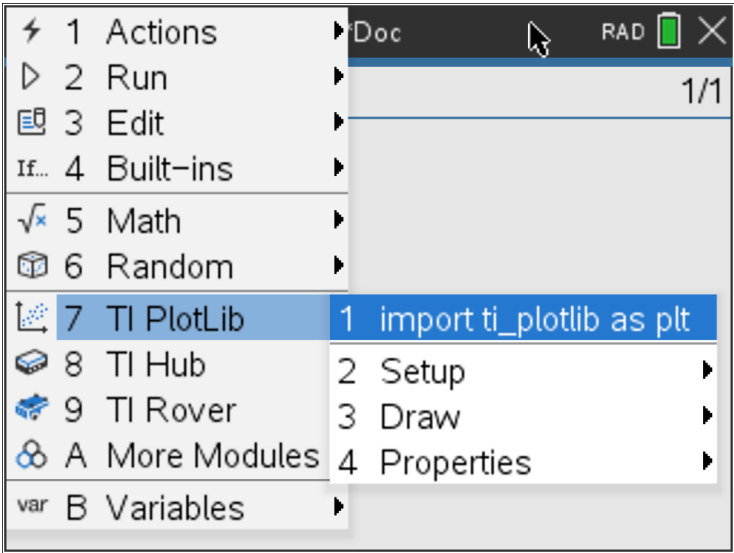 1 Actions
*Doc RAD
2 Run
1/1
3 Edit
If... 4 Built-ins
√x 5 Math
6 Random
7 TI PlotLib
1 import ti_plotlib as plt
8 TI Hub
2 Setup
9 TI Rover
3 Draw
A More Modules
4 Properties
var B Variables